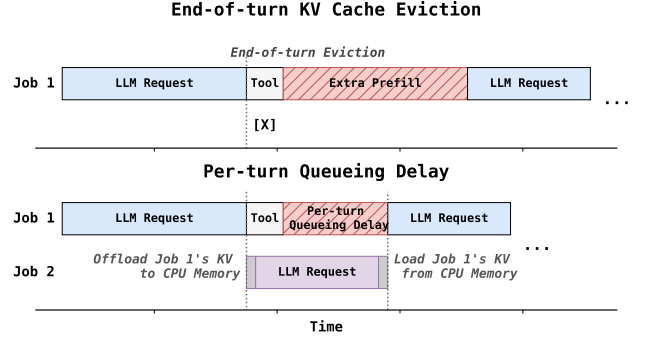 End-of-turn KV Cache Eviction
End-of-turn Eviction
Job 1
LLM Request
Tool
Extra Prefill
LLM Request
...
[X]
Per-turn Queueing Delay
Job 1
LLM Request
Tool
Per-turn
Queueing Delay
LLM Request
...
Job 2
Offload Job 1's KV
to CPU Memory
LLM Request
Load Job 1's KV
from CPU Memory
Time